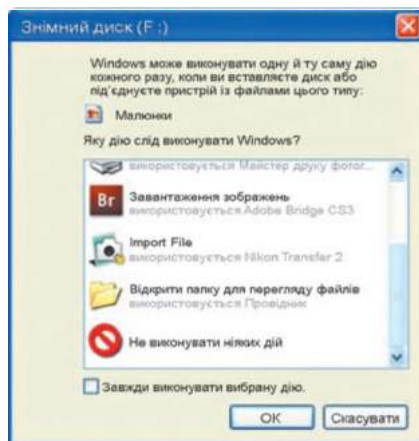 Знімний диск (F:)
Windows може виконувати одну й ту саму дію
кожного разу, коли ви вставляєте диск або
під'єднуєте пристрій із файлами цього типу:
Малюнки
Яку дію слід виконувати Windows?
використовується Майстер друку фотог...
Br Завантаження зображень
використовується Adobe Bridge CS3
Import File
використовується Nikon Transfer 2
Відкрити папку для перегляду файлів
використовується Провідник
Не виконувати ніяких дій
Завжди виконувати вибрану дію.
ОК Скасувати